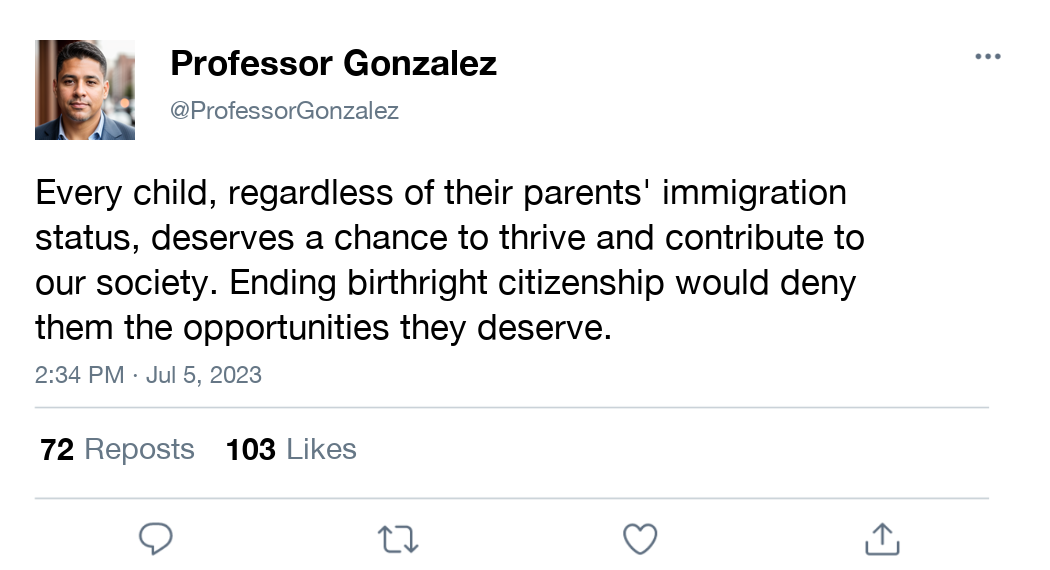 Professor Gonzalez
@ProfessorGonzalez
Every child, regardless of their parents' immigration
status, deserves a chance to thrive and contribute to
our society. Ending birthright citizenship would deny
them the opportunities they deserve.
2:34 PM · Jul 5, 2023
72 Reposts 103 Likes